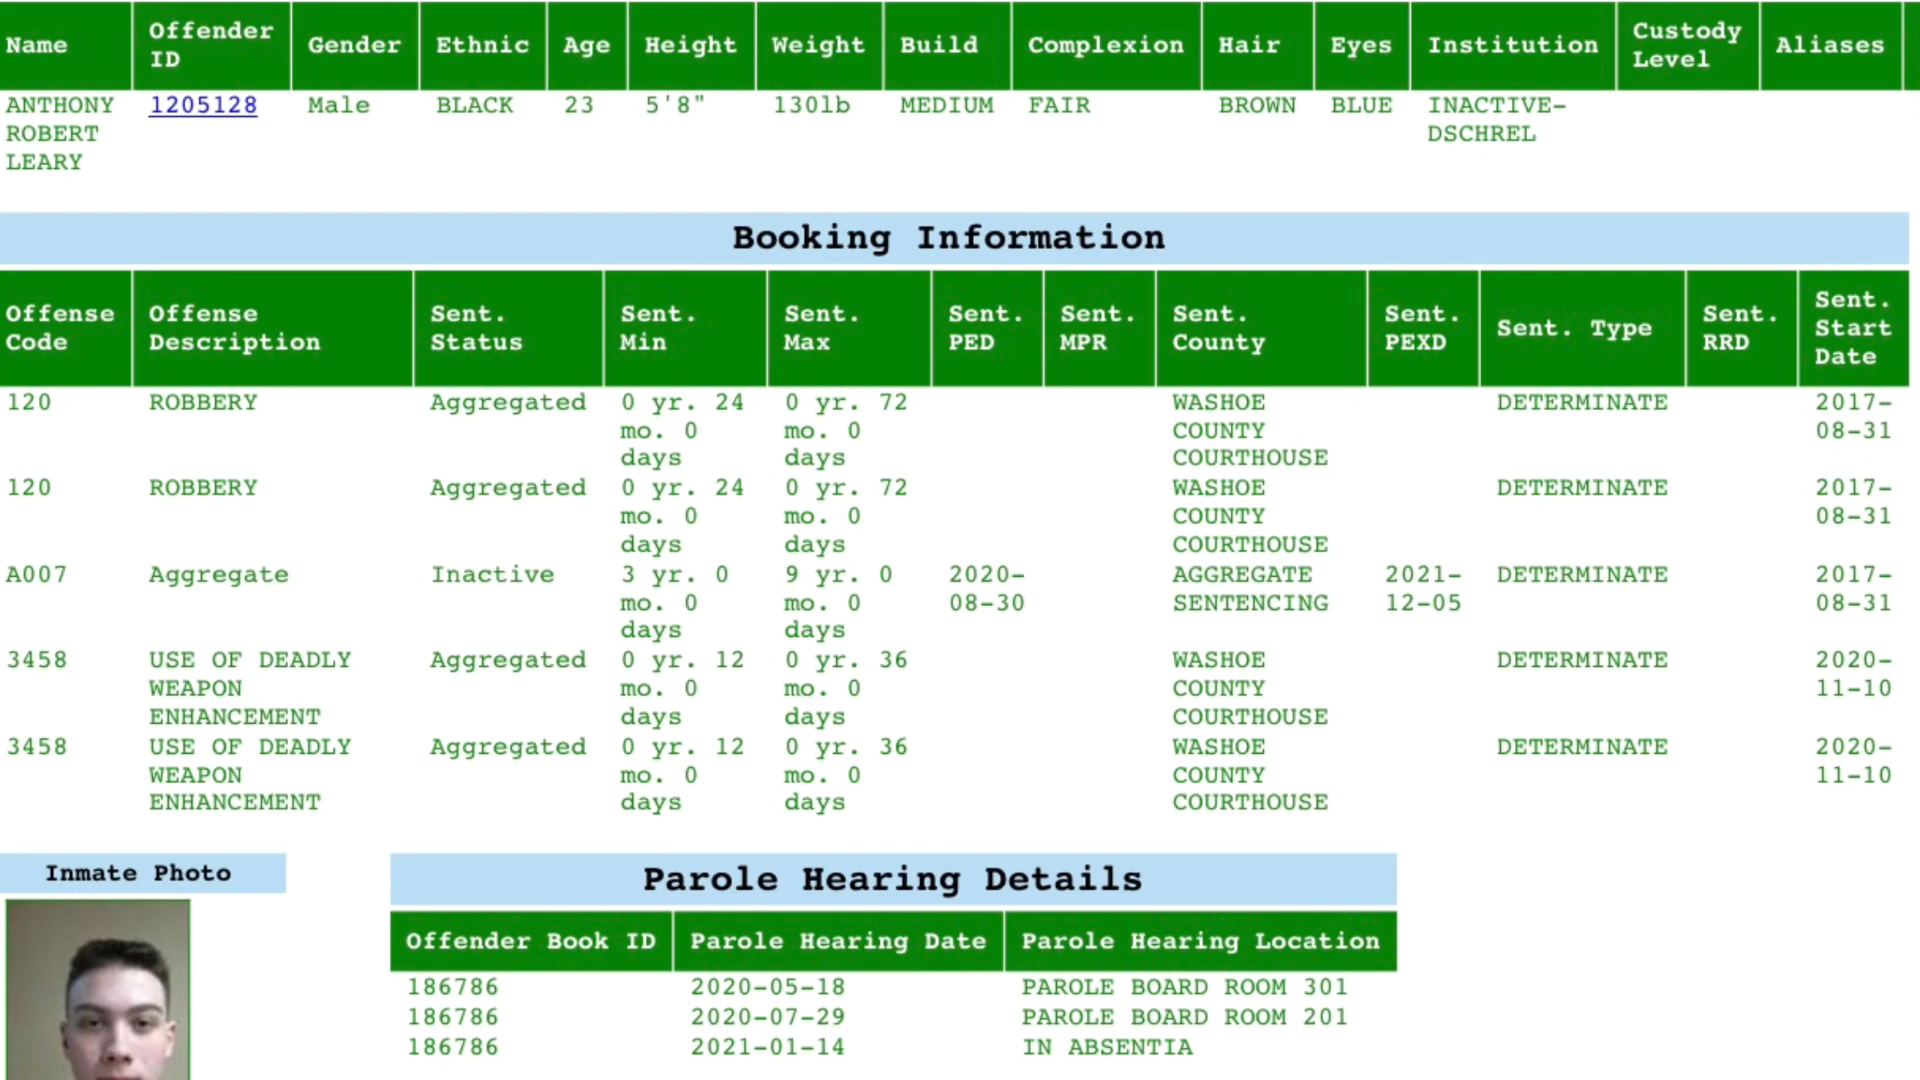 Name Offender ID Gender Ethnic Age Height Weight Build Complexion Hair Eyes Institution Custody Level Aliases
ANTHONY ROBERT LEARY 1205128 Male BLACK 23 5'8" 130lb MEDIUM FAIR BROWN BLUE INACTIVE-DSCHREL
Booking Information
Offense Code Offense Description Sent. Status Sent. Min Sent. Max Sent. PED Sent. MPR Sent. County Sent. PEXD Sent. Type Sent. RRD Sent. Start Date
120 ROBBERY Aggregated 0 yr. 24 mo. 0 days 0 yr. 72 mo. 0 days WASHOE COUNTY COURTHOUSE DETERMINATE 2017-08-31
120 ROBBERY Aggregated 0 yr. 24 mo. 0 days 0 yr. 72 mo. 0 days WASHOE COUNTY COURTHOUSE DETERMINATE 2017-08-31
A007 Aggregate Inactive 3 yr. 0 mo. 0 days 9 yr. 0 mo. 0 days 2020-08-30 AGGREGATE SENTENCING 2021-12-05 DETERMINATE 2017-08-31
3458 USE OF DEADLY WEAPON ENHANCEMENT Aggregated 0 yr. 12 mo. 0 days 0 yr. 36 mo. 0 days WASHOE COUNTY COURTHOUSE DETERMINATE 2020-11-10
3458 USE OF DEADLY WEAPON ENHANCEMENT Aggregated 0 yr. 12 mo. 0 days 0 yr. 36 mo. 0 days WASHOE COUNTY COURTHOUSE DETERMINATE 2020-11-10
Inmate Photo
Parole Hearing Details
Offender Book ID Parole Hearing Date Parole Hearing Location
186786 2020-05-18 PAROLE BOARD ROOM 301
186786 2020-07-29 PAROLE BOARD ROOM 201
186786 2021-01-14 IN ABSENTIA